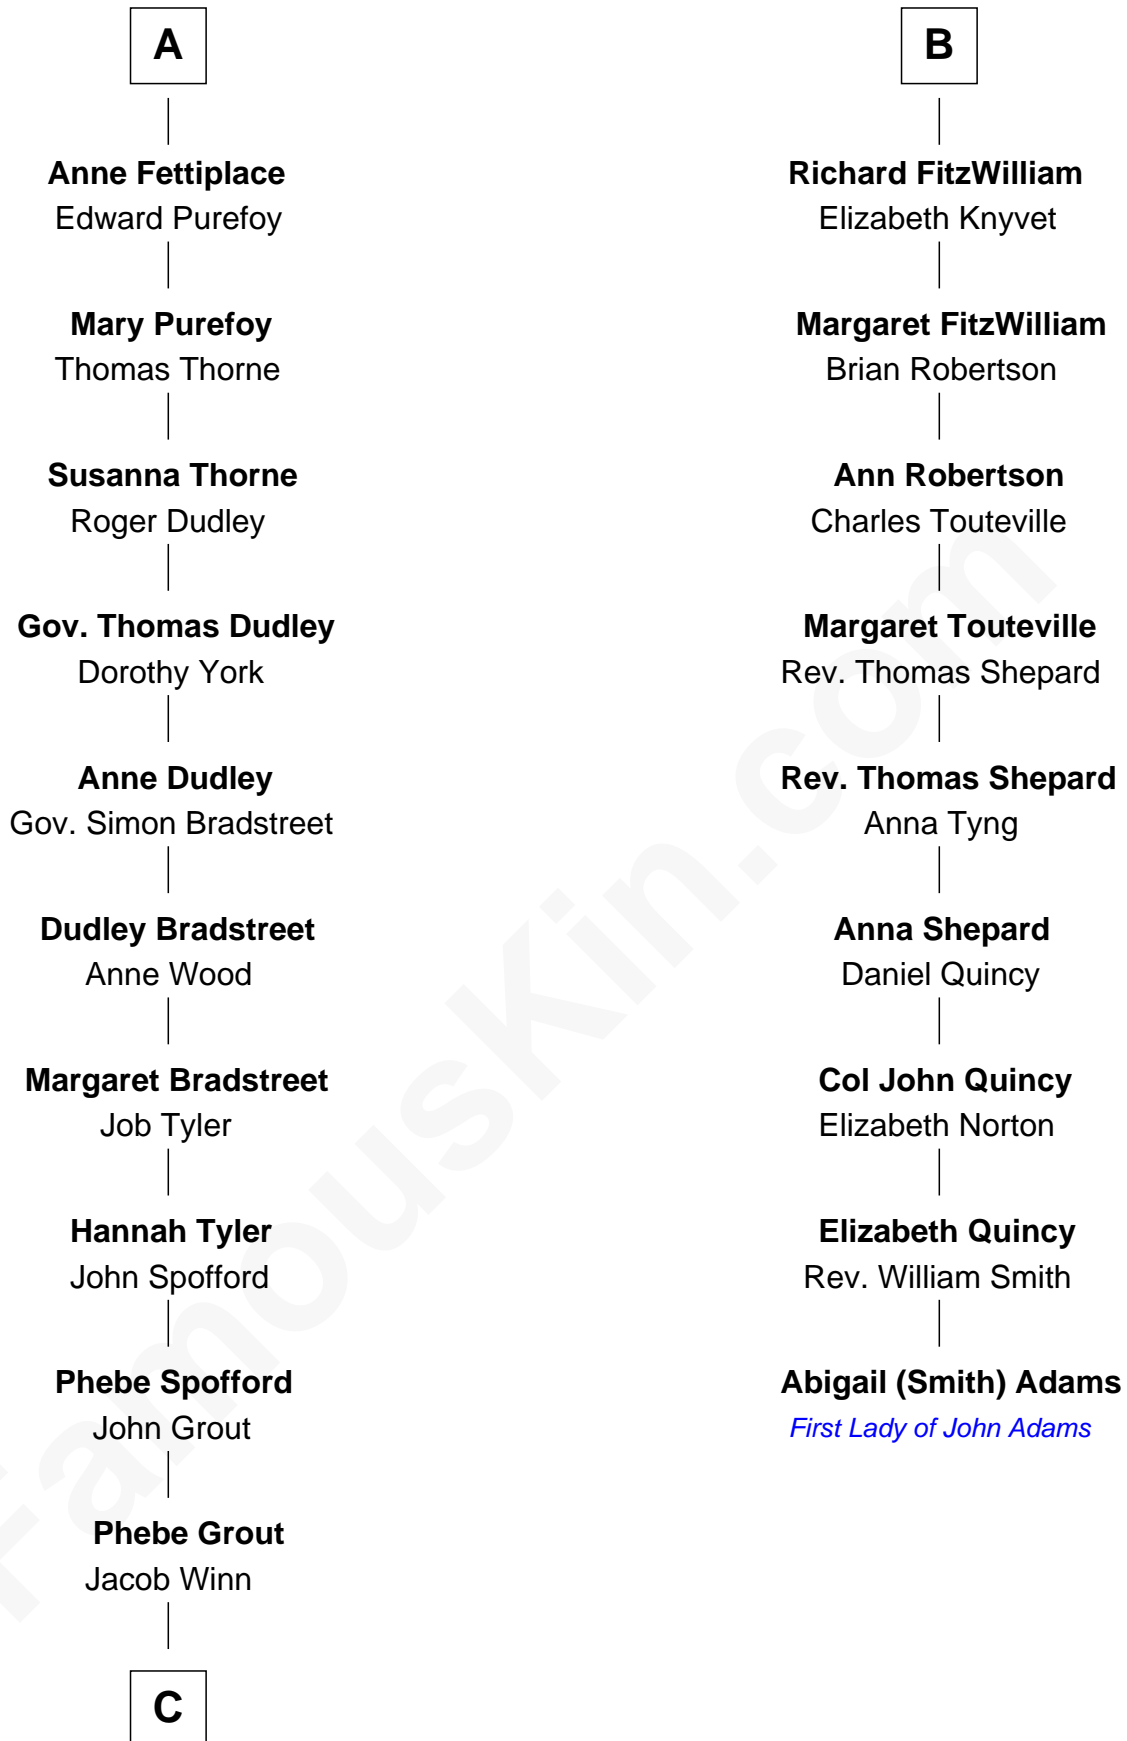 A
Anne Fettiplace
Edward Purefoy
Mary Purefoy
Thomas Thorne
Susanna Thorne
Roger Dudley
Gov. Thomas Dudley
Dorothy York
Anne Dudley
Gov. Simon Bradstreet
Dudley Bradstreet
Anne Wood
Margaret Bradstreet
Job Tyler
Hannah Tyler
John Spofford
Phebe Spofford
John Grout
Phebe Grout
Jacob Winn
C
B
Richard FitzWilliam
Elizabeth Knyvet
Margaret FitzWilliam
Brian Robertson
Ann Robertson
Charles Touteville
Margaret Touteville
Rev. Thomas Shepard
Rev. Thomas Shepard
Anna Tyng
Anna Shepard
Daniel Quincy
Col John Quincy
Elizabeth Norton
Elizabeth Quincy
Rev. William Smith
Abigail (Smith) Adams
First Lady of John Adams
FamousKin.com